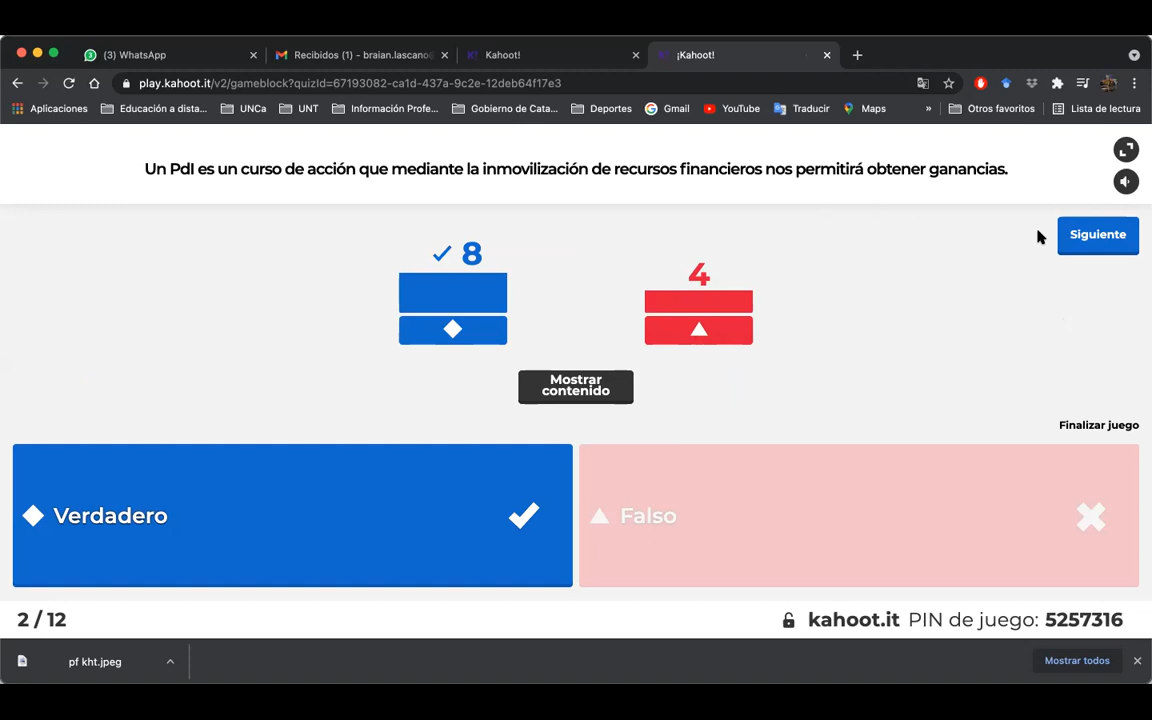 (3) WhatsApp
Recibidos (1) - braian.lascano@
Kahoot!
¡Kahoot!
play.kahoot.it/v2/gameblock?quizId=67193082-ca1d-437a-9c2e-12deb64f17e3
Aplicaciones
Educación a dista...
UNCa
UNT
Información Profe...
Gobierno de Cata...
Deportes
Gmail
YouTube
Traducir
Maps
»
Otros favoritos
Lista de lectura
Un PdI es un curso de acción que mediante la inmovilización de recursos financieros nos permitirá obtener ganancias.
Siguiente
8
4
Mostrar
contenido
Finalizar juego
Verdadero
Falso
2 / 12
kahoot.it PIN de juego: 5257316
pf kht.jpeg
Mostrar todos